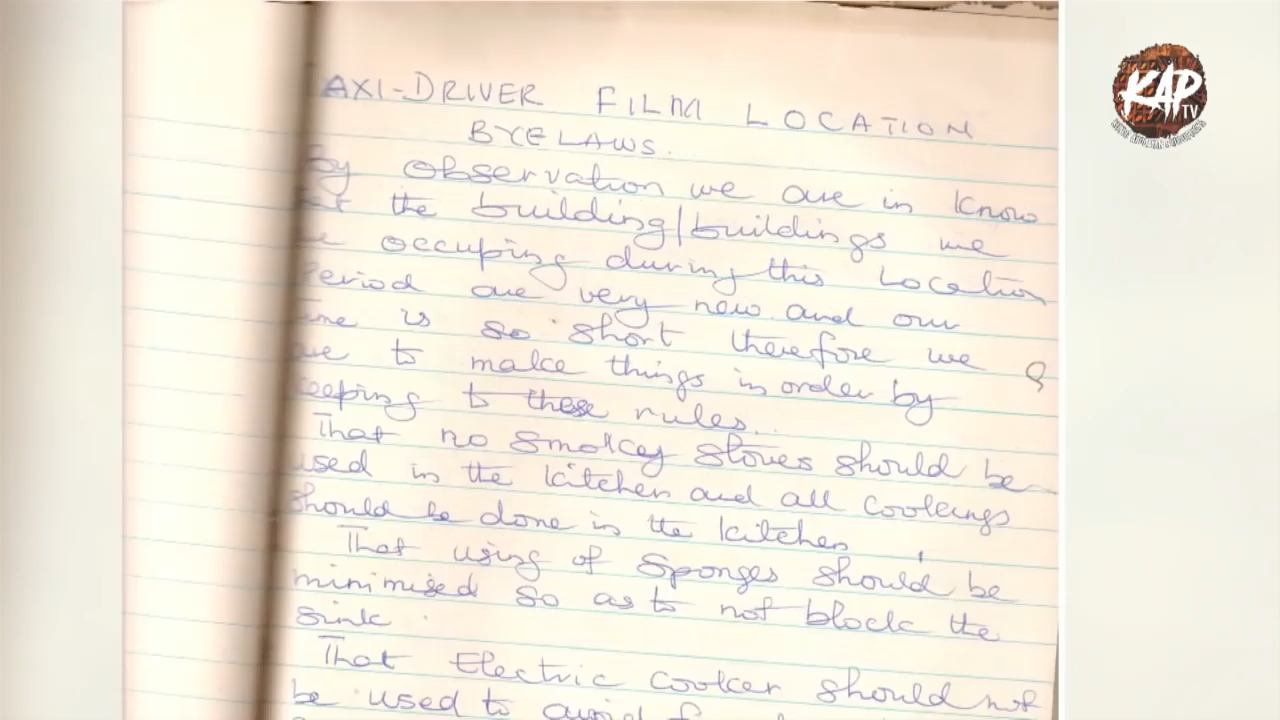 AXI-DRIVER FILM LOCATION
BYELAWS.
By observation we are in know
the building/buildings we
occuping during this Location
Period are very new and our
is so short therefore we
to make things in order by
eeping to these rules..
That no smokey stoves should be
used in the kitchen and all cookings
should be done in the kitchen
That using of sponges should be
minimised so as to not block the
sink.
That Electric cooker should not
be used to avoid
KAP
TV